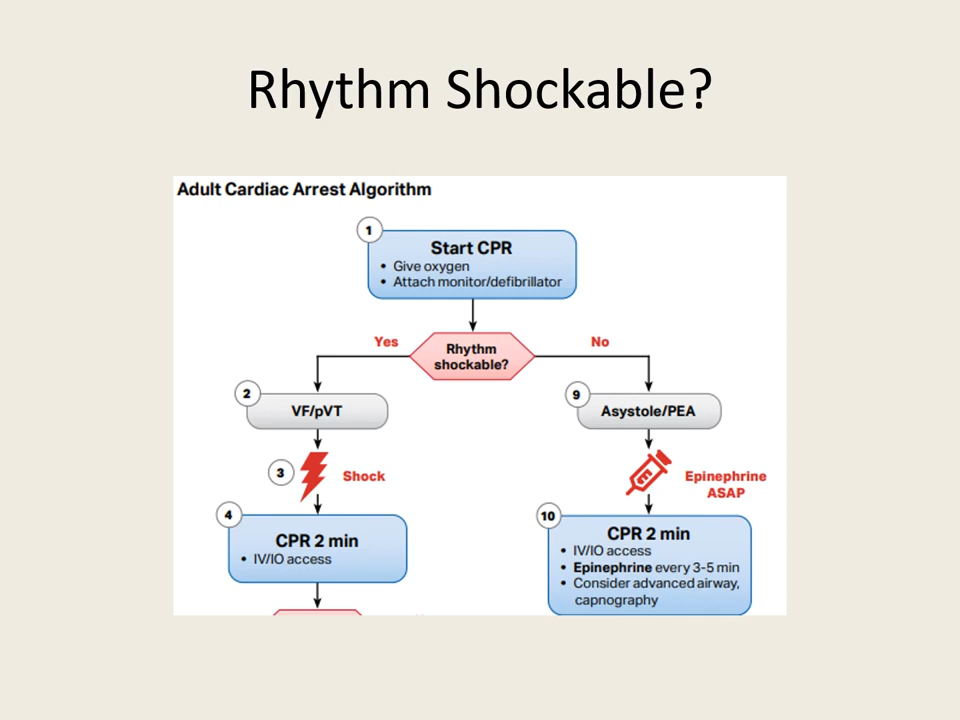 Rhythm Shockable?
Adult Cardiac Arrest Algorithm
1
Start CPR
• Give oxygen
• Attach monitor/defibrillator
Yes
Rhythm
shockable?
No
2
VF/pVT
9
Asystole/PEA
3
Shock
Epinephrine
ASAP
4
CPR 2 min
• IV/IO access
10
CPR 2 min
• IV/IO access
• Epinephrine every 3-5 min
• Consider advanced airway,
capnography